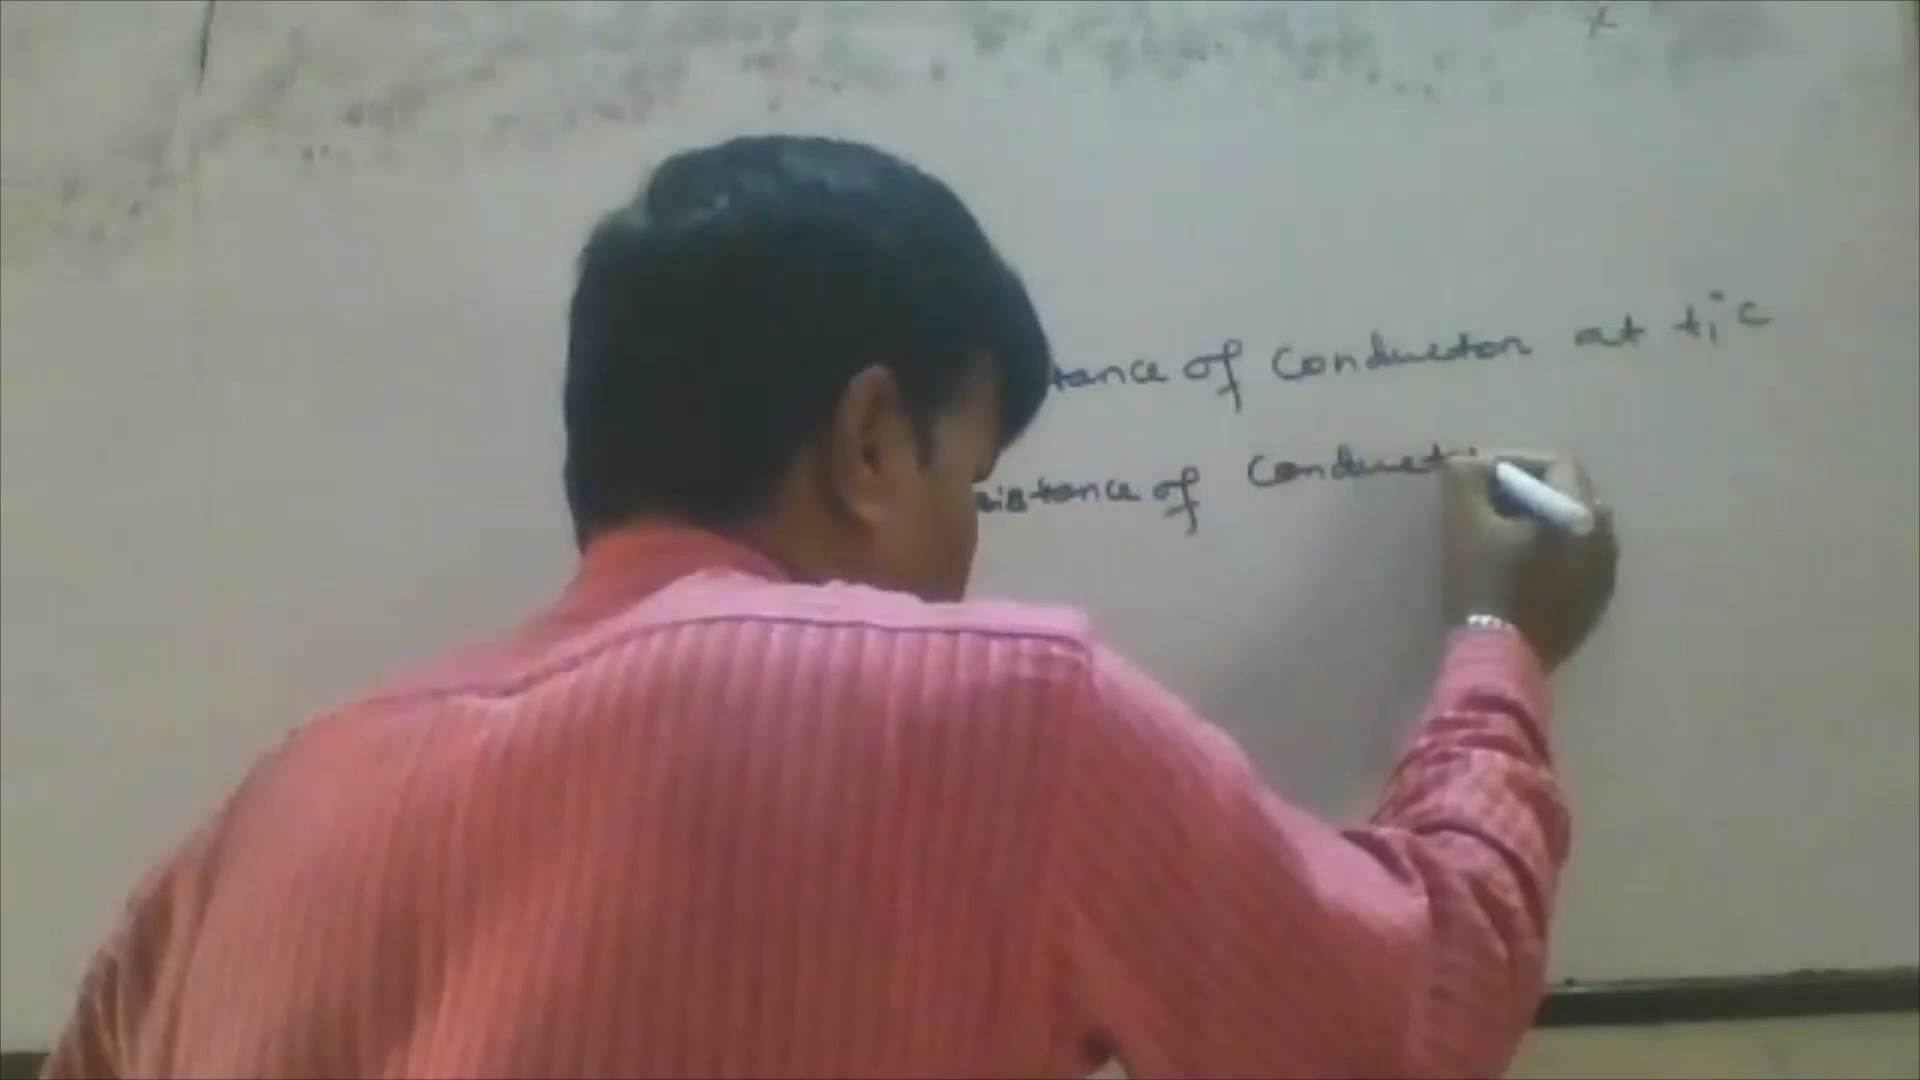 tance of conductor at t₁°c
sistance of conduct